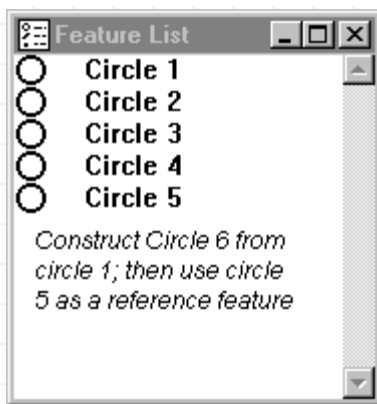 Feature List
Circle 1
Circle 2
Circle 3
Circle 4
Circle 5
Construct Circle 6 from
circle 1; then use circle
5 as a reference feature